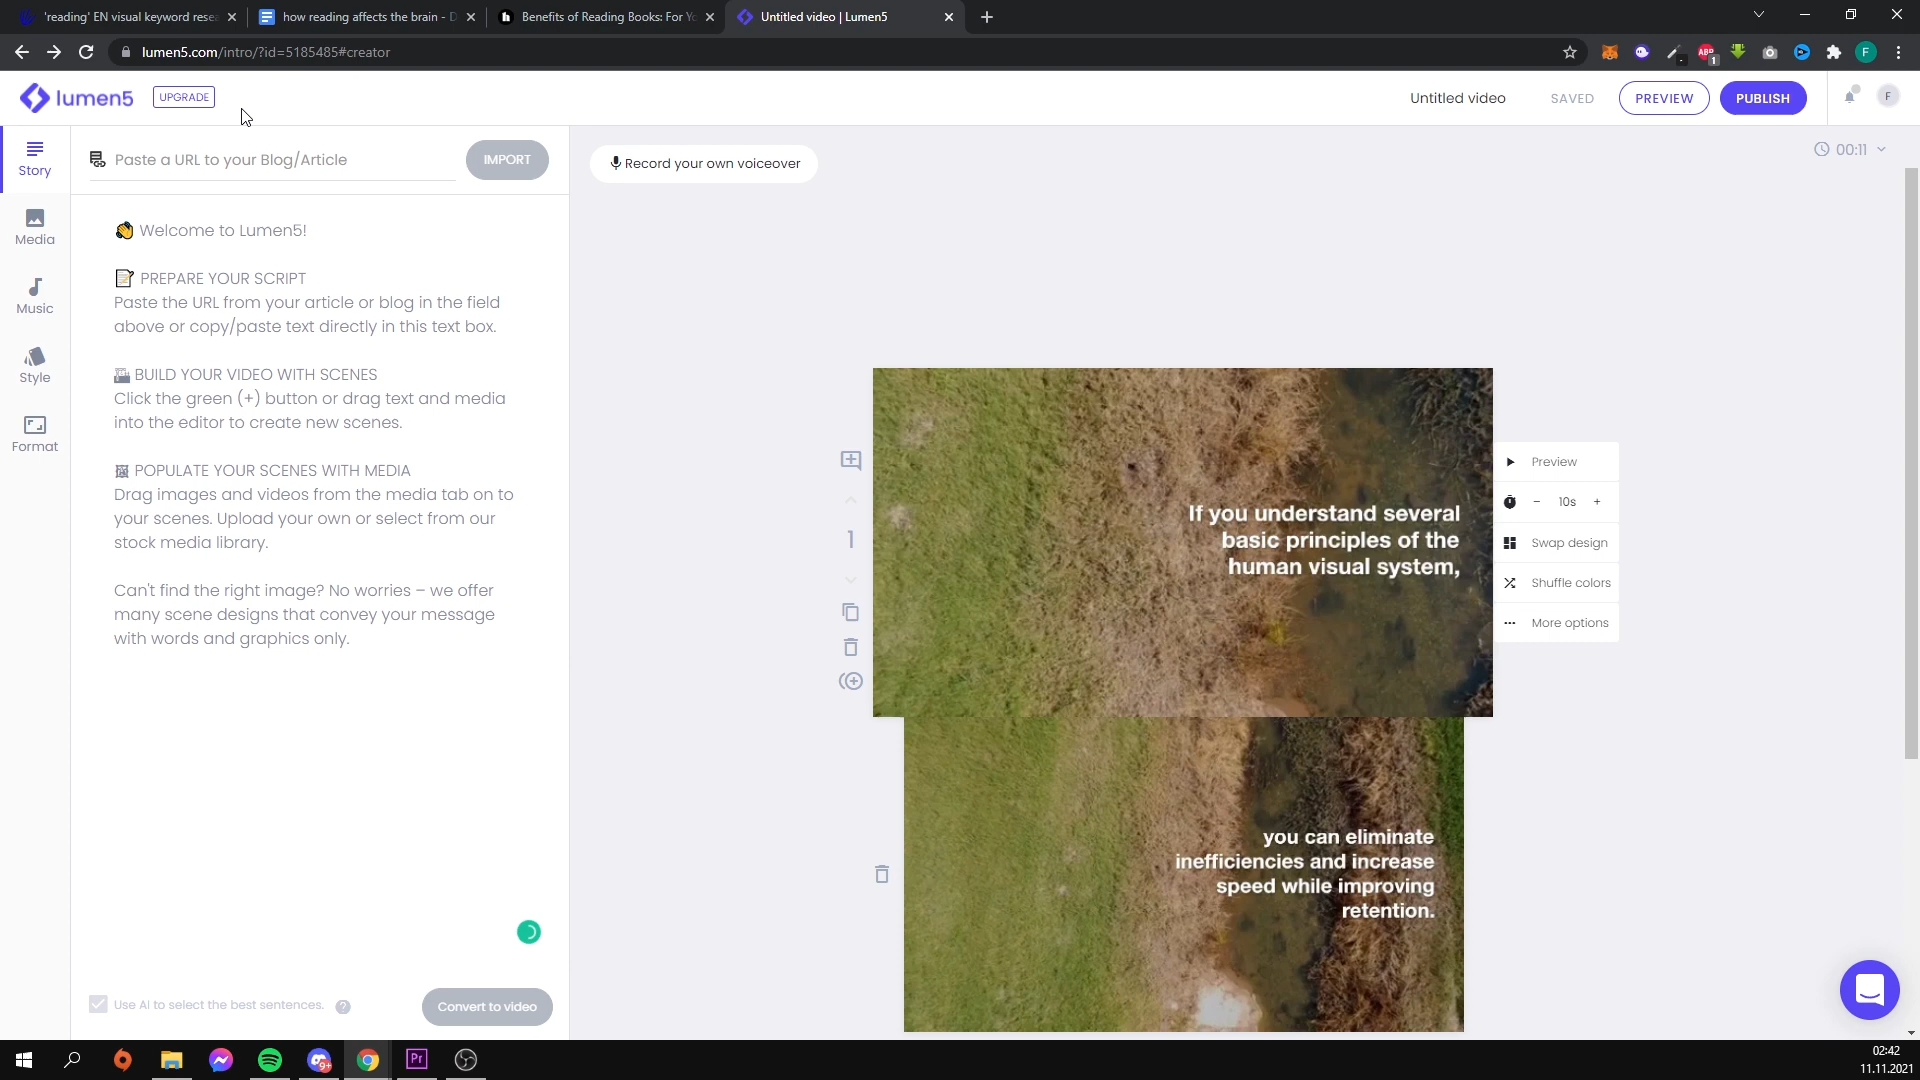 'reading' EN visual keyword rese
how reading affects the brain - D
Benefits of Reading Books: For Yo
Untitled video | Lumen5
lumen5.com/intro/?id=5185485#creator
ABP
1
F
lumen5
UPGRADE
Untitled video
SAVED
PREVIEW
PUBLISH
F
Story
Media
Music
Style
Format
Paste a URL to your Blog/Article
IMPORT
Welcome to Lumen5!
PREPARE YOUR SCRIPT
Paste the URL from your article or blog in the field
above or copy/paste text directly in this text box.
BUILD YOUR VIDEO WITH SCENES
Click the green (+) button or drag text and media
into the editor to create new scenes.
POPULATE YOUR SCENES WITH MEDIA
Drag images and videos from the media tab on to
your scenes. Upload your own or select from our
stock media library.
Can't find the right image? No worries – we offer
many scene designs that convey your message
with words and graphics only.
Use AI to select the best sentences.
?
Convert to video
Record your own voiceover
00:11
1
If you understand several
basic principles of the
human visual system,
Preview
− 10s +
Swap design
Shuffle colors
More options
you can eliminate
inefficiencies and increase
speed while improving
retention.
9+
Pr
02:42
11.11.2021